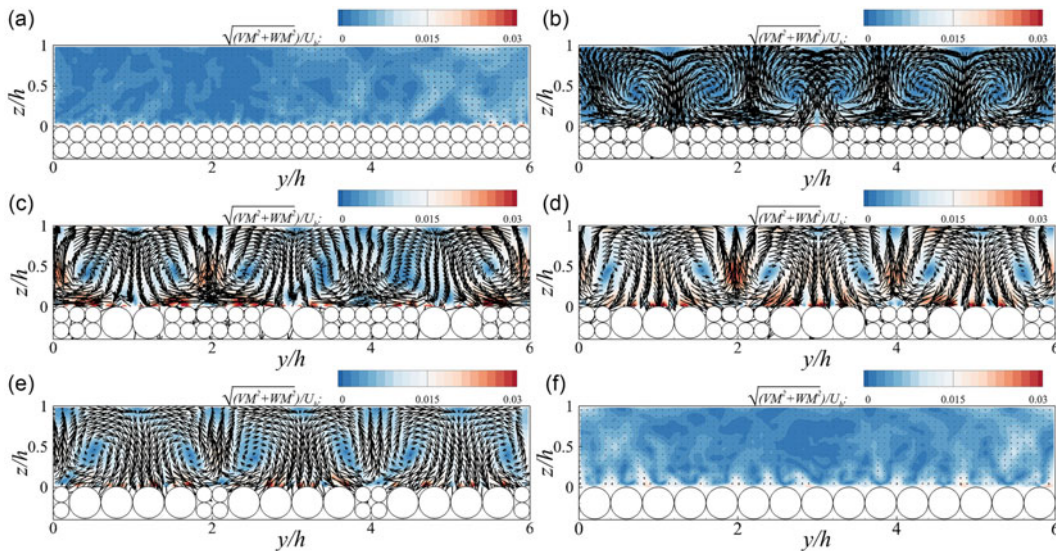 (a)
√(VM²+WM²)/U_b:
0 0.015 0.03
1
0.5
0
z/h
0 2 4 6
y/h
(b)
√(VM²+WM²)/U_b:
0 0.015 0.03
1
0.5
0
z/h
0 2 4 6
y/h
(c)
√(VM²+WM²)/U_b:
0 0.015 0.03
1
0.5
0
z/h
0 2 4 6
y/h
(d)
√(VM²+WM²)/U_b:
0 0.015 0.03
1
0.5
0
z/h
0 2 4 6
y/h
(e)
√(VM²+WM²)/U_b:
0 0.015 0.03
1
0.5
0
z/h
0 2 4 6
y/h
(f)
√(VM²+WM²)/U_b:
0 0.015 0.03
1
0.5
0
z/h
0 2 4 6
y/h